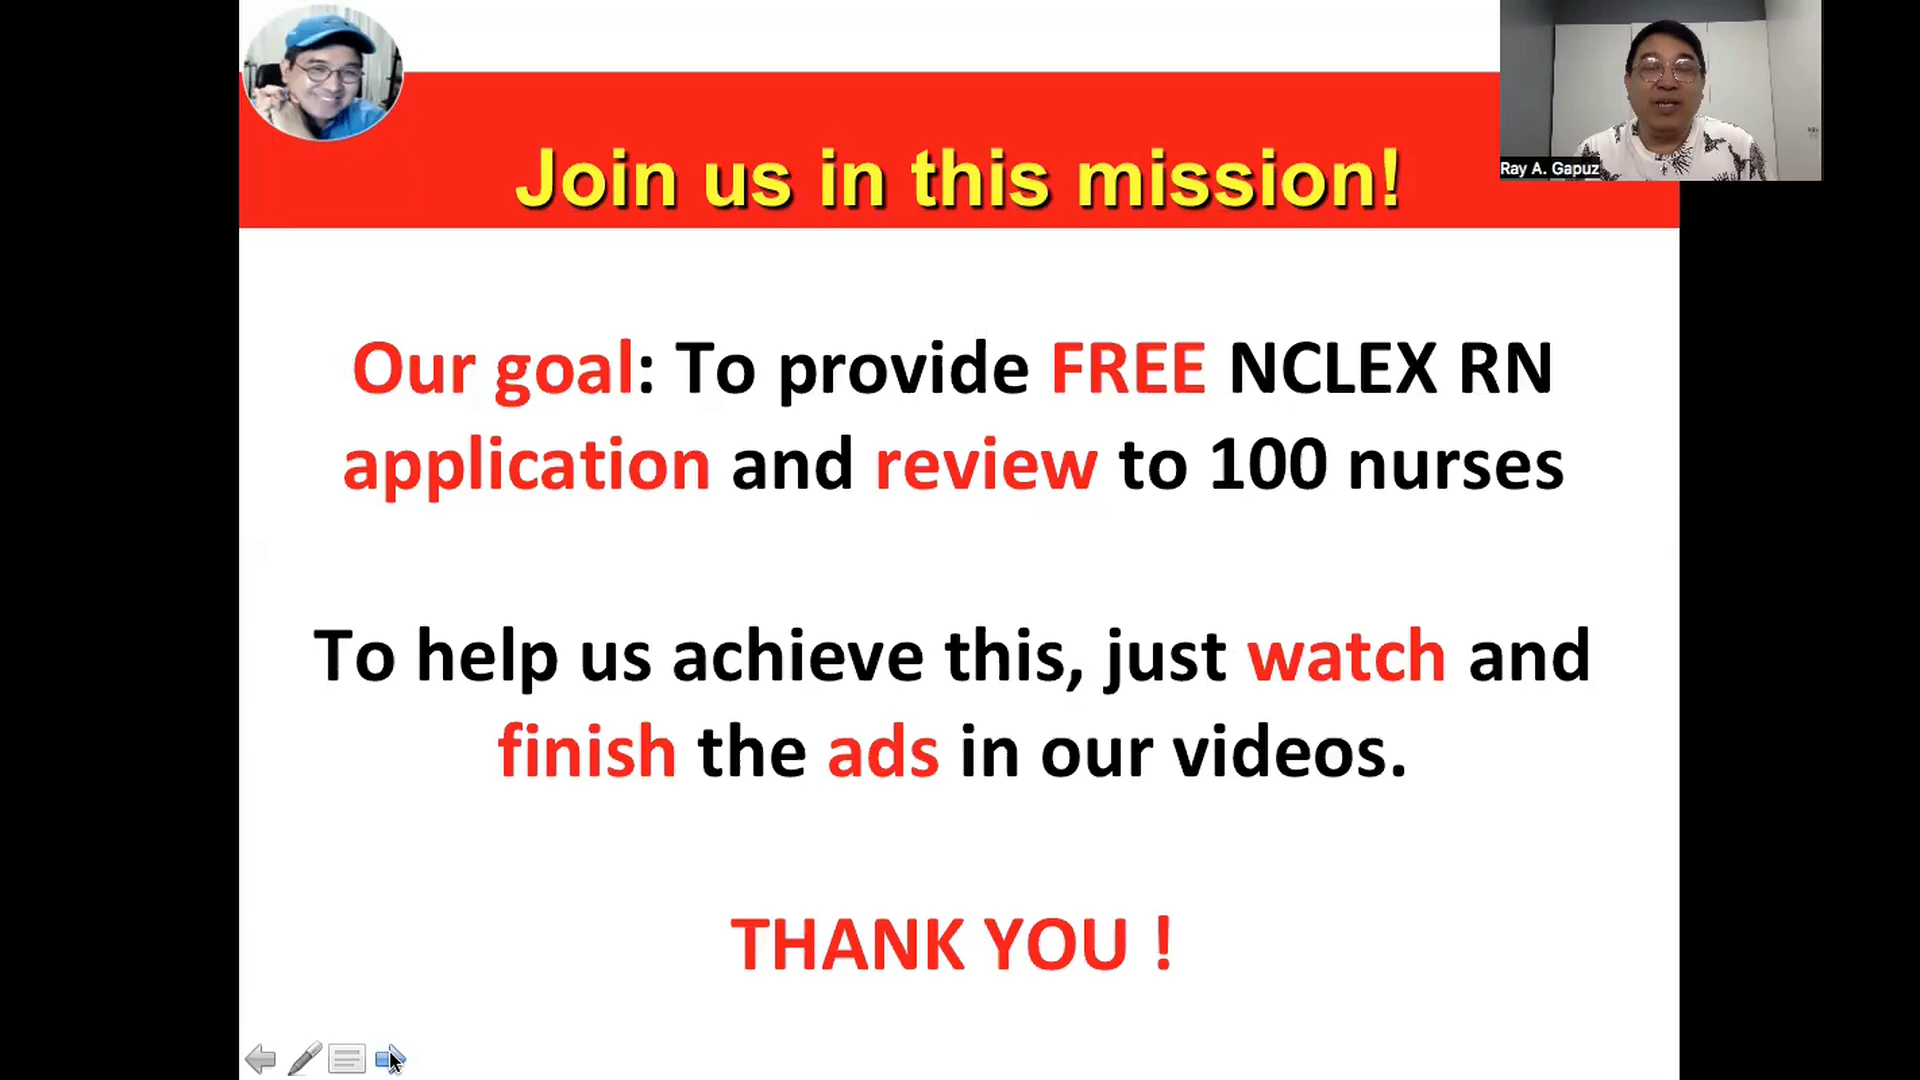 Join us in this mission!
Ray A. Gapuz
Our goal: To provide FREE NCLEX RN
application and review to 100 nurses
To help us achieve this, just watch and
finish the ads in our videos.
THANK YOU !